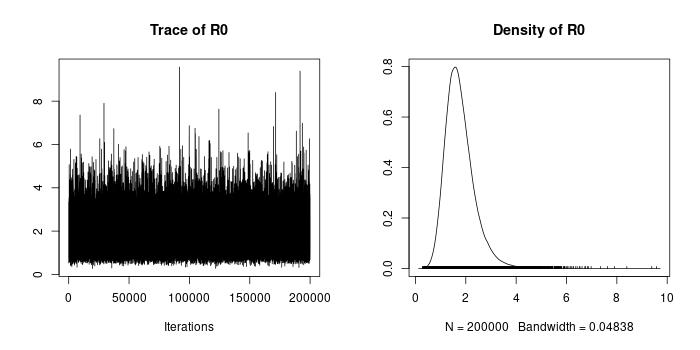 Trace of R0
8
6
4
2
0
0 50000 100000 150000 200000
Iterations
Density of R0
0.8
0.6
0.4
0.2
0.0
0 2 4 6 8 10
N = 200000 Bandwidth = 0.04838